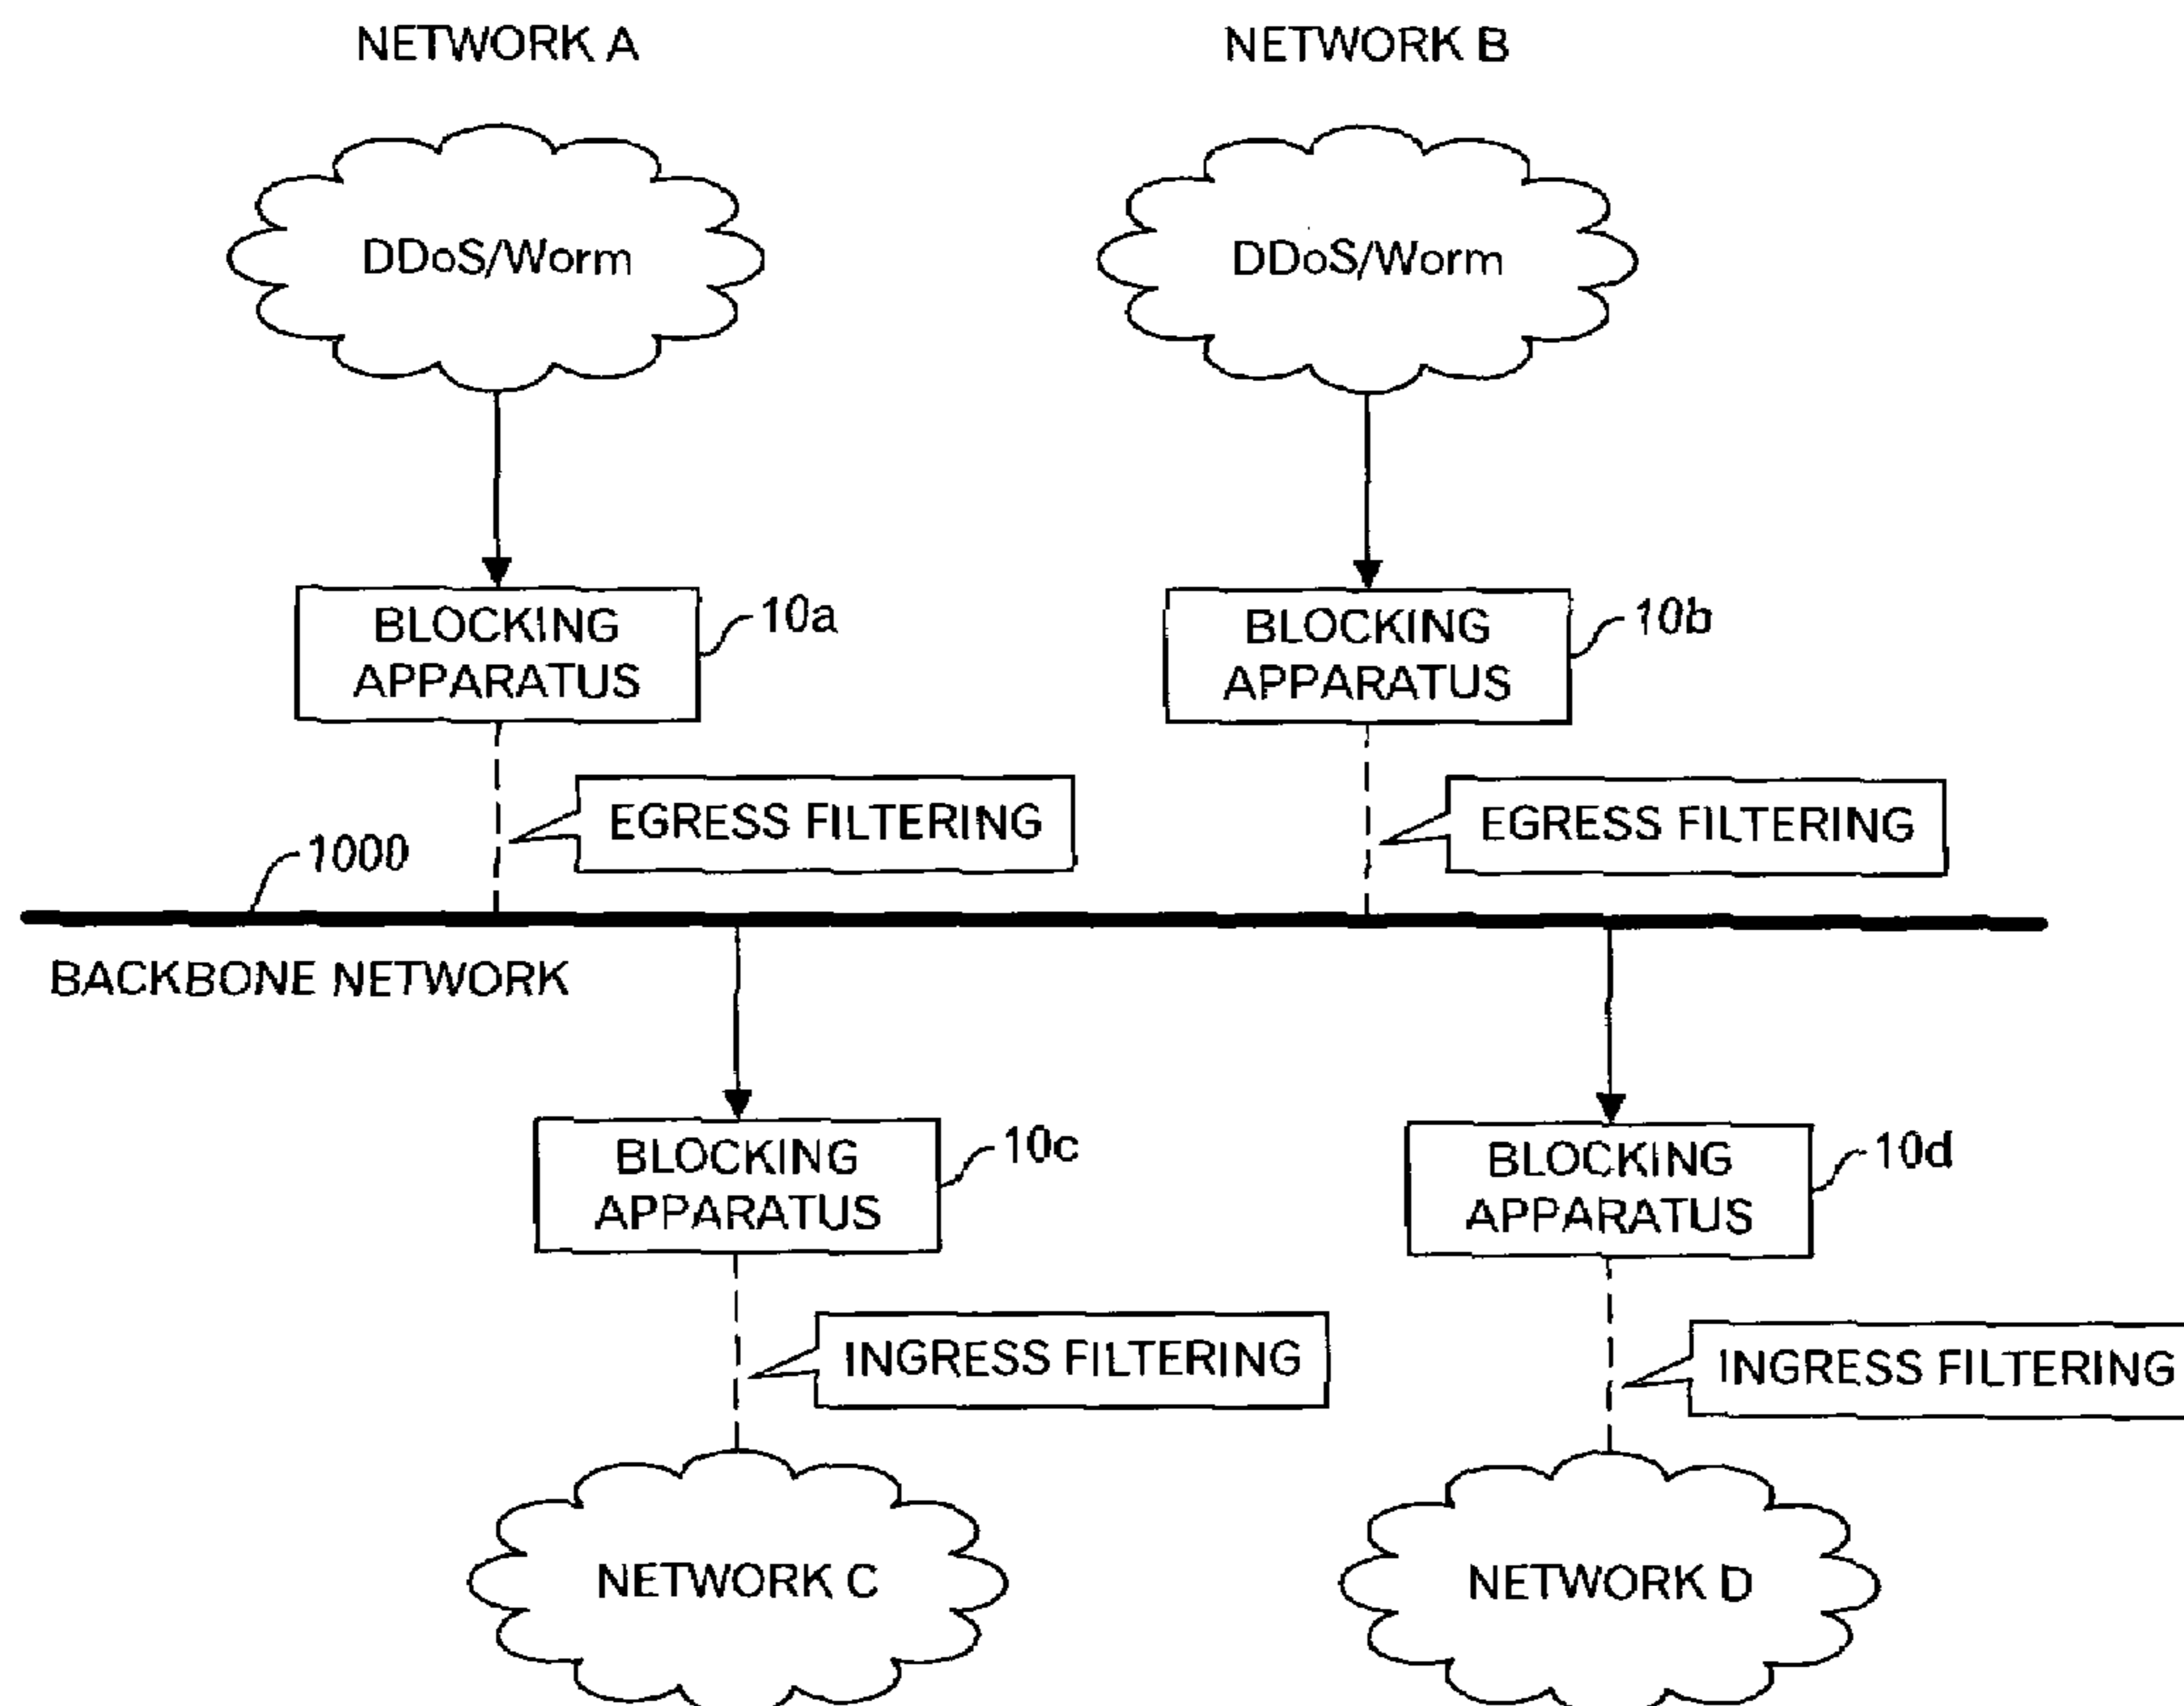 NETWORK A
NETWORK B
DDoS/Worm
DDoS/Worm
BLOCKING
APPARATUS
10a
BLOCKING
APPARATUS
10b
EGRESS FILTERING
EGRESS FILTERING
1000
BACKBONE NETWORK
BLOCKING
APPARATUS
10c
BLOCKING
APPARATUS
10d
INGRESS FILTERING
INGRESS FILTERING
NETWORK C
NETWORK D